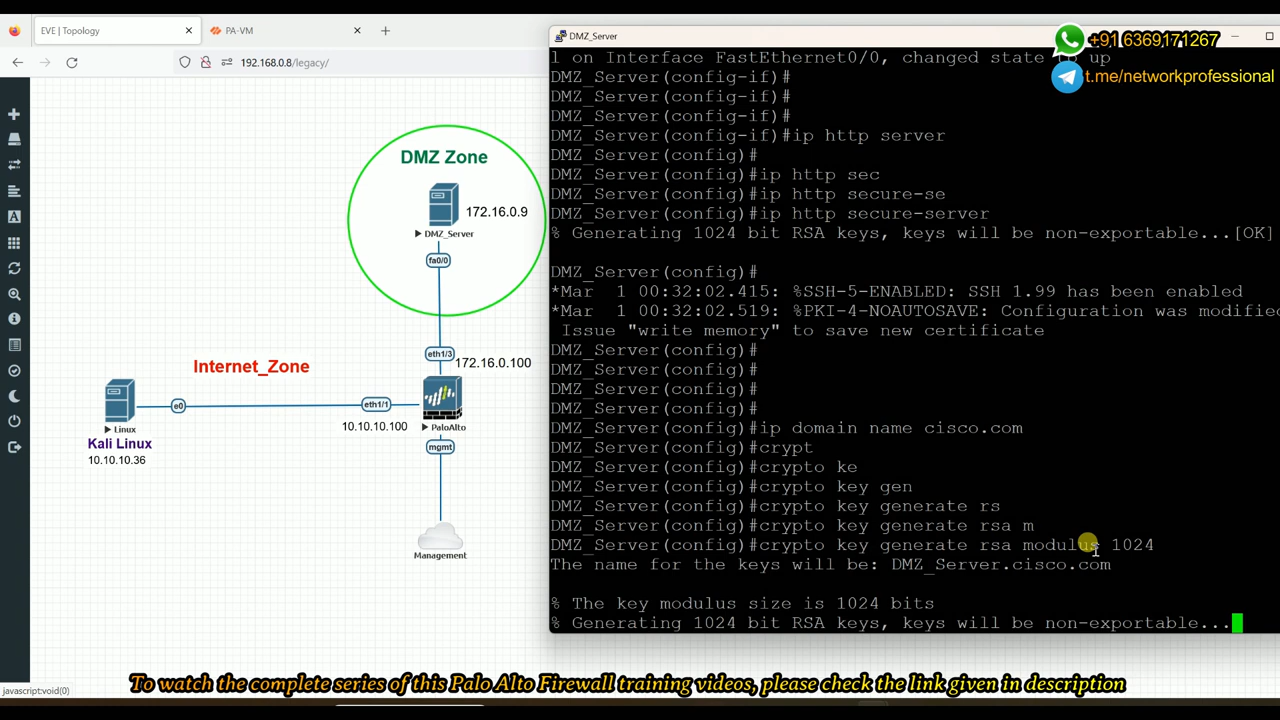 EVE | Topology
PA-VM
192.168.0.8/legacy/
DMZ Zone
172.16.0.9
DMZ_Server
fa0/0
eth1/3
172.16.0.100
Internet_Zone
e0
eth1/1
Linux
Kali Linux
10.10.10.36
10.10.10.100
PaloAlto
mgmt
Management
javascript:void(0)
DMZ_Server
+91 6369171267
t.me/networkprofessional
l on Interface FastEthernet0/0, changed state to up
DMZ_Server(config-if)#
DMZ_Server(config-if)#
DMZ_Server(config-if)#
DMZ_Server(config-if)#ip http server
DMZ_Server(config)#
DMZ_Server(config)#ip http sec
DMZ_Server(config)#ip http secure-se
DMZ_Server(config)#ip http secure-server
% Generating 1024 bit RSA keys, keys will be non-exportable...[OK]
DMZ_Server(config)#
*Mar  1 00:32:02.415: %SSH-5-ENABLED: SSH 1.99 has been enabled
*Mar  1 00:32:02.519: %PKI-4-NOAUTOSAVE: Configuration was modified
Issue "write memory" to save new certificate
DMZ_Server(config)#
DMZ_Server(config)#
DMZ_Server(config)#
DMZ_Server(config)#
DMZ_Server(config)#ip domain name cisco.com
DMZ_Server(config)#crypt
DMZ_Server(config)#crypto ke
DMZ_Server(config)#crypto key gen
DMZ_Server(config)#crypto key generate rs
DMZ_Server(config)#crypto key generate rsa m
DMZ_Server(config)#crypto key generate rsa modulus 1024
The name for the keys will be: DMZ_Server.cisco.com
% The key modulus size is 1024 bits
% Generating 1024 bit RSA keys, keys will be non-exportable...
To watch the complete series of this Palo Alto Firewall training videos, please check the link given in description